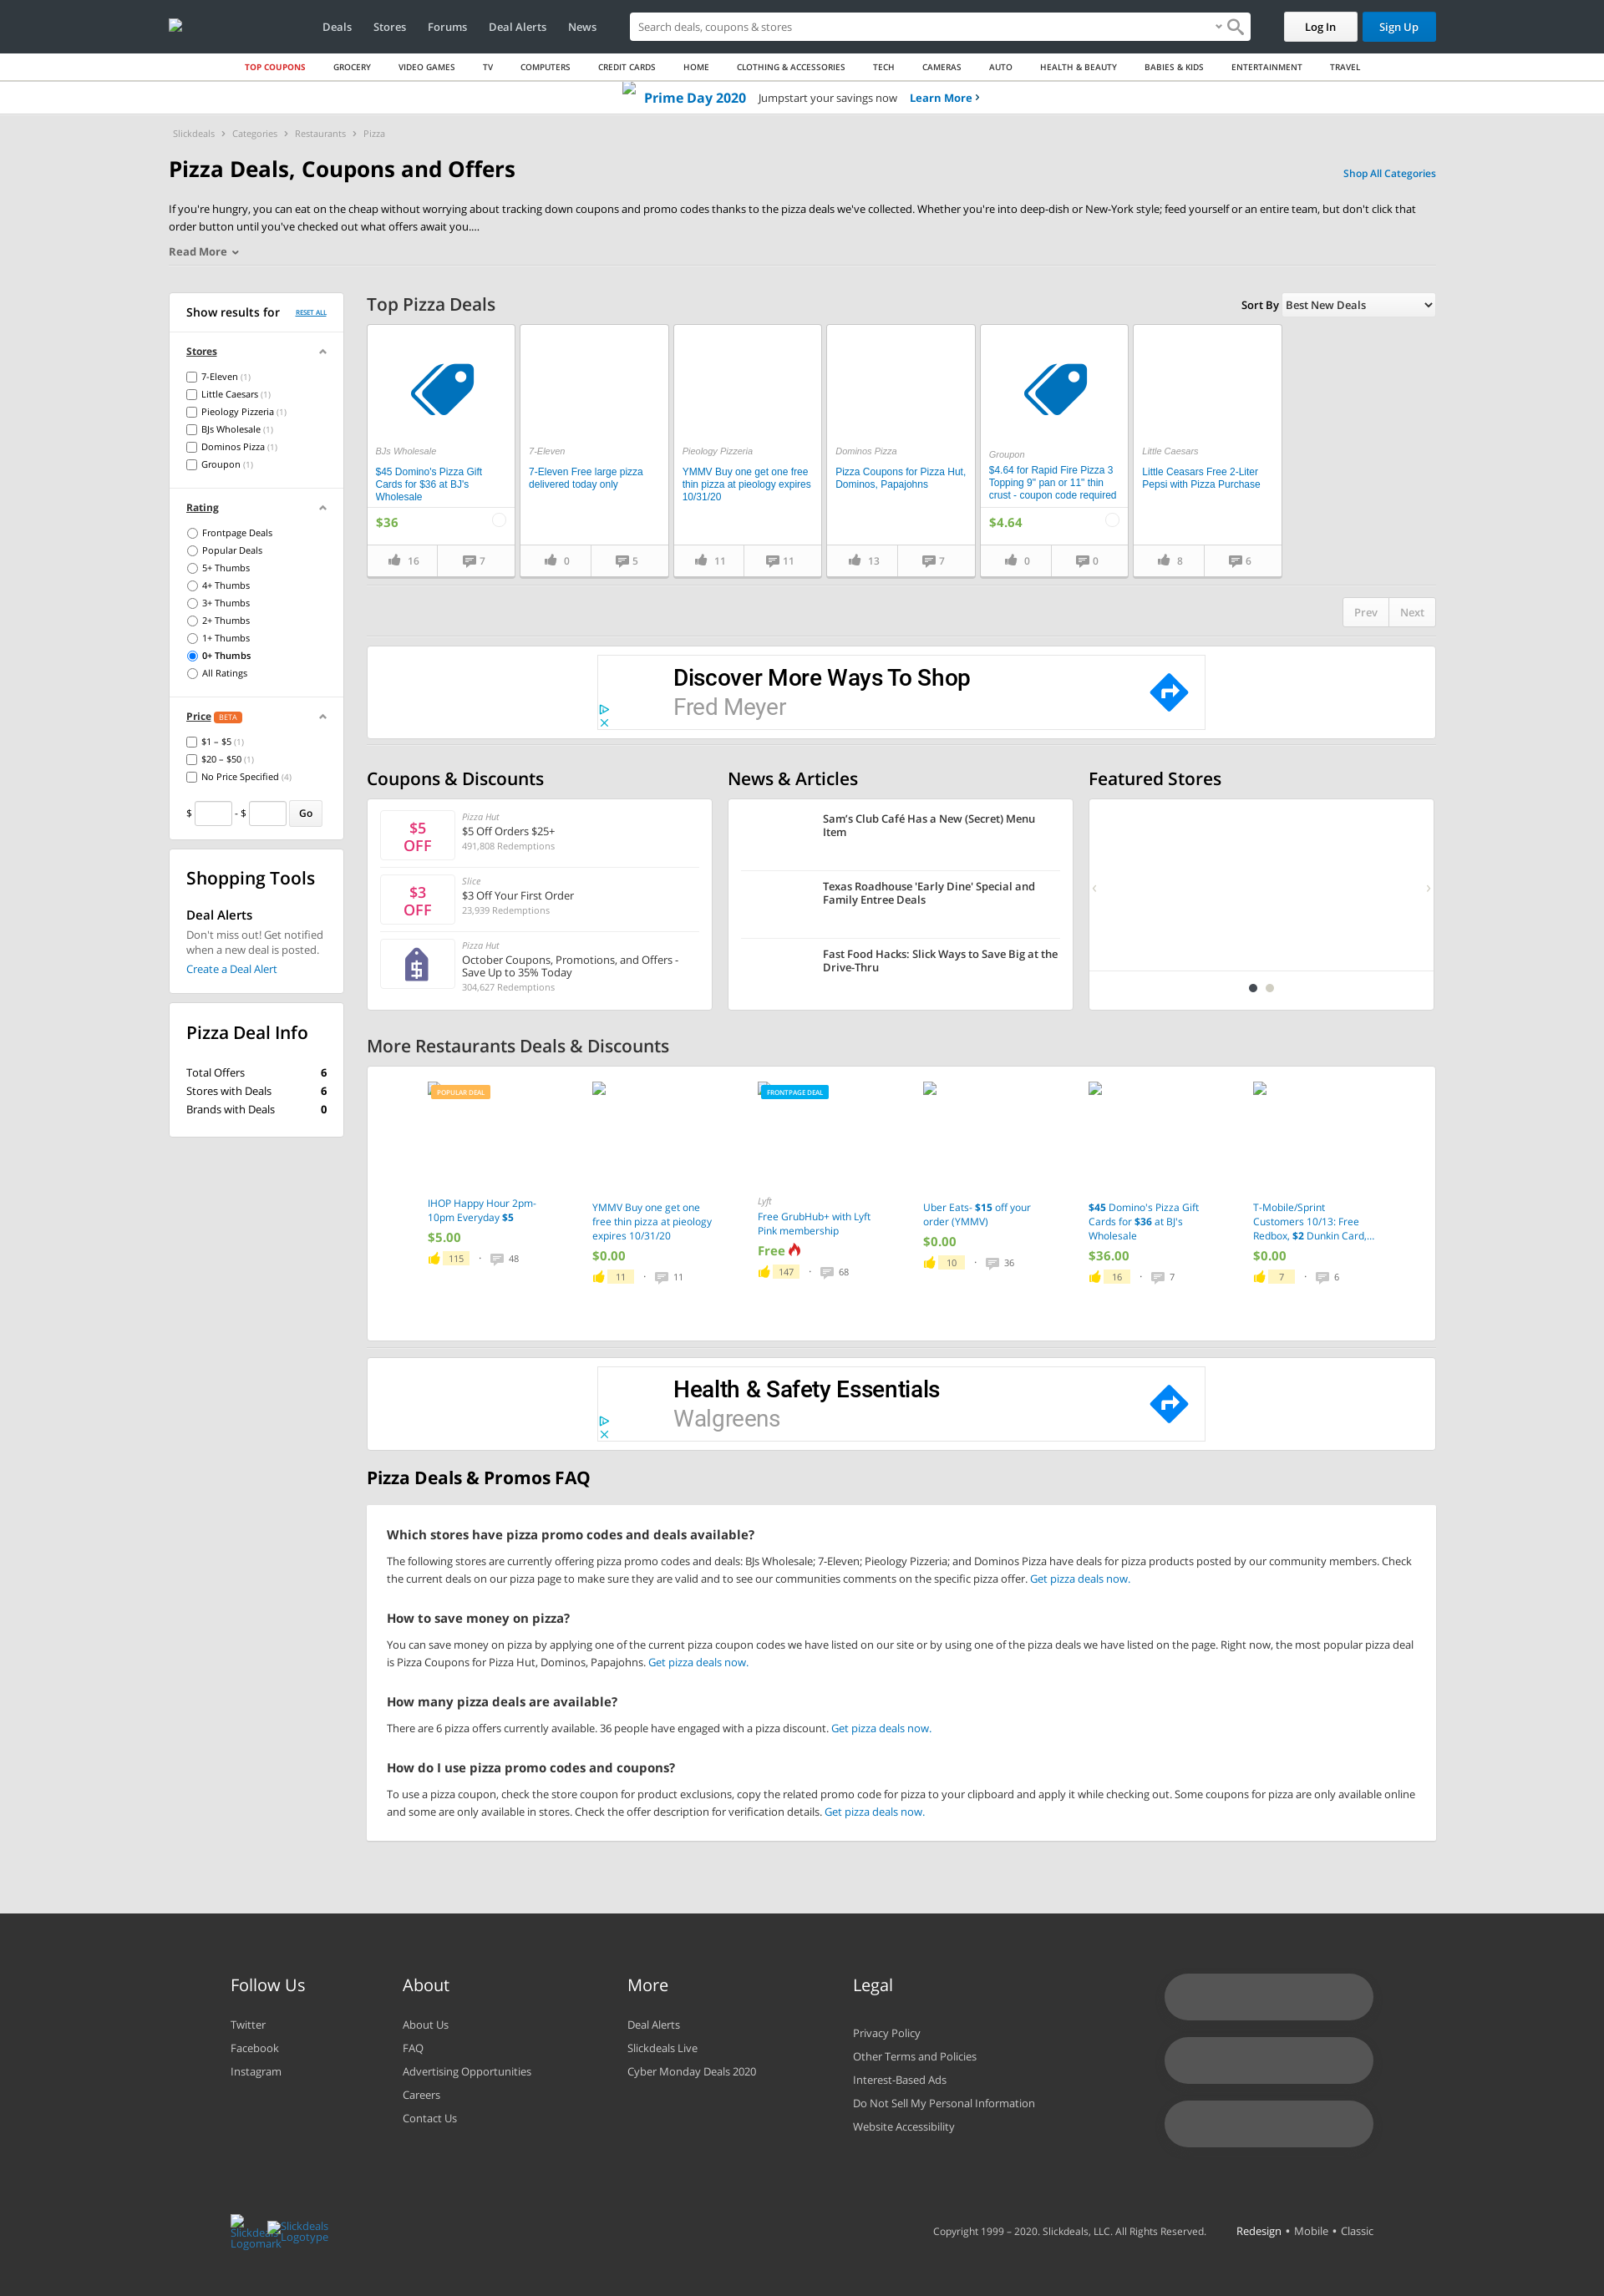 Deals Stores Forums Deal Alerts News Search deals, coupons & stores Log In Sign Up
TOP COUPONS GROCERY VIDEO GAMES TV COMPUTERS CREDIT CARDS HOME CLOTHING & ACCESSORIES TECH CAMERAS AUTO HEALTH & BEAUTY BABIES & KIDS ENTERTAINMENT TRAVEL
Prime Day 2020 Jumpstart your savings now Learn More ›
Slickdeals › Categories › Restaurants › Pizza
Pizza Deals, Coupons and Offers
Shop All Categories
If you're hungry, you can eat on the cheap without worrying about tracking down coupons and promo codes thanks to the pizza deals we've collected. Whether you're into deep-dish or New-York style; feed yourself or an entire team, but don't click that
order button until you've checked out what offers await you....
Read More
Show results for RESET ALL
Stores
7-Eleven (1)
Little Caesars (1)
Pieology Pizzeria (1)
BJs Wholesale (1)
Dominos Pizza (1)
Groupon (1)
Rating
Frontpage Deals
Popular Deals
5+ Thumbs
4+ Thumbs
3+ Thumbs
2+ Thumbs
1+ Thumbs
0+ Thumbs
All Ratings
Price BETA
$1 – $5 (1)
$20 – $50 (1)
No Price Specified (4)
$ - $ Go
Shopping Tools
Deal Alerts
Don't miss out! Get notified
when a new deal is posted.
Create a Deal Alert
Pizza Deal Info
Total Offers 6
Stores with Deals 6
Brands with Deals 0
Top Pizza Deals
Sort By Best New Deals
BJs Wholesale
$45 Domino's Pizza Gift
Cards for $36 at BJ's
Wholesale
$36
16 7
7-Eleven
7-Eleven Free large pizza
delivered today only
0 5
Pieology Pizzeria
YMMV Buy one get one free
thin pizza at pieology expires
10/31/20
11 11
Dominos Pizza
Pizza Coupons for Pizza Hut,
Dominos, Papajohns
13 7
Groupon
$4.64 for Rapid Fire Pizza 3
Topping 9" pan or 11" thin
crust - coupon code required
$4.64
0 0
Little Caesars
Little Ceasars Free 2-Liter
Pepsi with Pizza Purchase
8 6
Prev Next
Discover More Ways To Shop
Fred Meyer
Coupons & Discounts
$5
OFF
Pizza Hut
$5 Off Orders $25+
491,808 Redemptions
$3
OFF
Slice
$3 Off Your First Order
23,939 Redemptions
Pizza Hut
October Coupons, Promotions, and Offers -
Save Up to 35% Today
304,627 Redemptions
News & Articles
Sam's Club Café Has a New (Secret) Menu
Item
Texas Roadhouse 'Early Dine' Special and
Family Entree Deals
Fast Food Hacks: Slick Ways to Save Big at the
Drive-Thru
Featured Stores
‹ ›
More Restaurants Deals & Discounts
POPULAR DEAL
IHOP Happy Hour 2pm-
10pm Everyday $5
$5.00
115 · 48
YMMV Buy one get one
free thin pizza at pieology
expires 10/31/20
$0.00
11 · 11
FRONTPAGE DEAL
Lyft
Free GrubHub+ with Lyft
Pink membership
Free
147 · 68
Uber Eats- $15 off your
order (YMMV)
$0.00
10 · 36
$45 Domino's Pizza Gift
Cards for $36 at BJ's
Wholesale
$36.00
16 · 7
T-Mobile/Sprint
Customers 10/13: Free
Redbox, $2 Dunkin Card,...
$0.00
7 · 6
Health & Safety Essentials
Walgreens
Pizza Deals & Promos FAQ
Which stores have pizza promo codes and deals available?
The following stores are currently offering pizza promo codes and deals: BJs Wholesale; 7-Eleven; Pieology Pizzeria; and Dominos Pizza have deals for pizza products posted by our community members. Check
the current deals on our pizza page to make sure they are valid and to see our communities comments on the specific pizza offer. Get pizza deals now.
How to save money on pizza?
You can save money on pizza by applying one of the current pizza coupon codes we have listed on our site or by using one of the pizza deals we have listed on the page. Right now, the most popular pizza deal
is Pizza Coupons for Pizza Hut, Dominos, Papajohns. Get pizza deals now.
How many pizza deals are available?
There are 6 pizza offers currently available. 36 people have engaged with a pizza discount. Get pizza deals now.
How do I use pizza promo codes and coupons?
To use a pizza coupon, check the store coupon for product exclusions, copy the related promo code for pizza to your clipboard and apply it while checking out. Some coupons for pizza are only available online
and some are only available in stores. Check the offer description for verification details. Get pizza deals now.
Follow Us
Twitter
Facebook
Instagram
About
About Us
FAQ
Advertising Opportunities
Careers
Contact Us
More
Deal Alerts
Slickdeals Live
Cyber Monday Deals 2020
Legal
Privacy Policy
Other Terms and Policies
Interest-Based Ads
Do Not Sell My Personal Information
Website Accessibility
Slickdeals Logomark
Slickdeals Logotype
Copyright 1999 – 2020. Slickdeals, LLC. All Rights Reserved. Redesign • Mobile • Classic